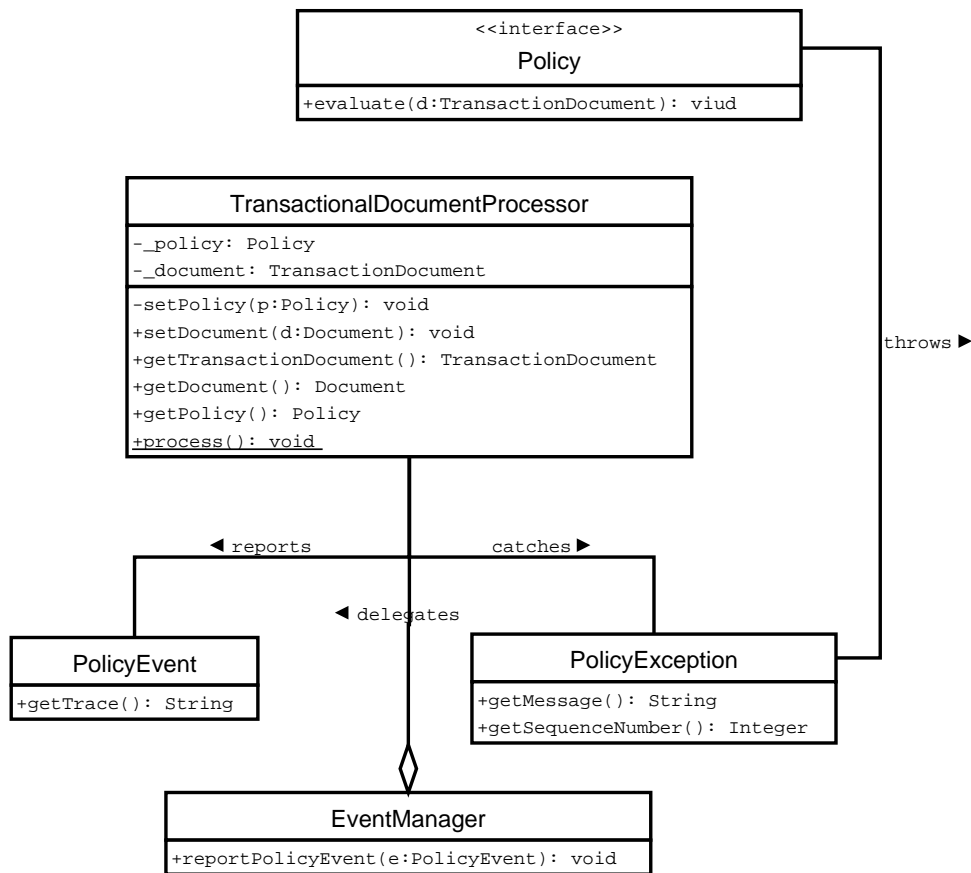 <<interface>>
Policy
+evaluate(d:TransactionDocument): viud
TransactionalDocumentProcessor
-_policy: Policy
-_document: TransactionDocument
-setPolicy(p:Policy): void
+setDocument(d:Document): void
+getTransactionDocument(): TransactionDocument
+getDocument(): Document
+getPolicy(): Policy
+process(): void
throws ►
◄ reports
catches ►
◄ delegates
PolicyEvent
+getTrace(): String
PolicyException
+getMessage(): String
+getSequenceNumber(): Integer
EventManager
+reportPolicyEvent(e:PolicyEvent): void